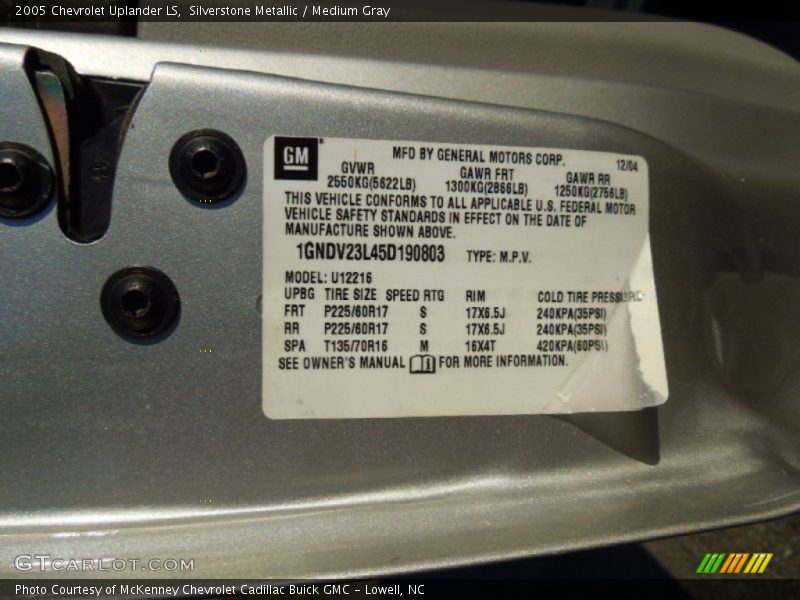 2005 Chevrolet Uplander LS, Silverstone Metallic / Medium Gray
GM
MFD BY GENERAL MOTORS CORP. 12/04
GVWR GAWR FRT GAWR RR
2550KG(5622LB) 1300KG(2866LB) 1250KG(2756LB)
THIS VEHICLE CONFORMS TO ALL APPLICABLE U.S. FEDERAL MOTOR
VEHICLE SAFETY STANDARDS IN EFFECT ON THE DATE OF
MANUFACTURE SHOWN ABOVE.
1GNDV23L45D190803 TYPE: M.P.V.
MODEL: U12216
UPBG TIRE SIZE SPEED RTG RIM COLD TIRE PRESSURE
FRT P225/60R17 S 17X6.5J 240KPA(35PSI)
RR P225/60R17 S 17X6.5J 240KPA(35PSI)
SPA T135/70R16 M 16X4T 420KPA(60PSI)
SEE OWNER'S MANUAL FOR MORE INFORMATION.
GTCARLOT.COM
Photo Courtesy of McKenney Chevrolet Cadillac Buick GMC - Lowell, NC